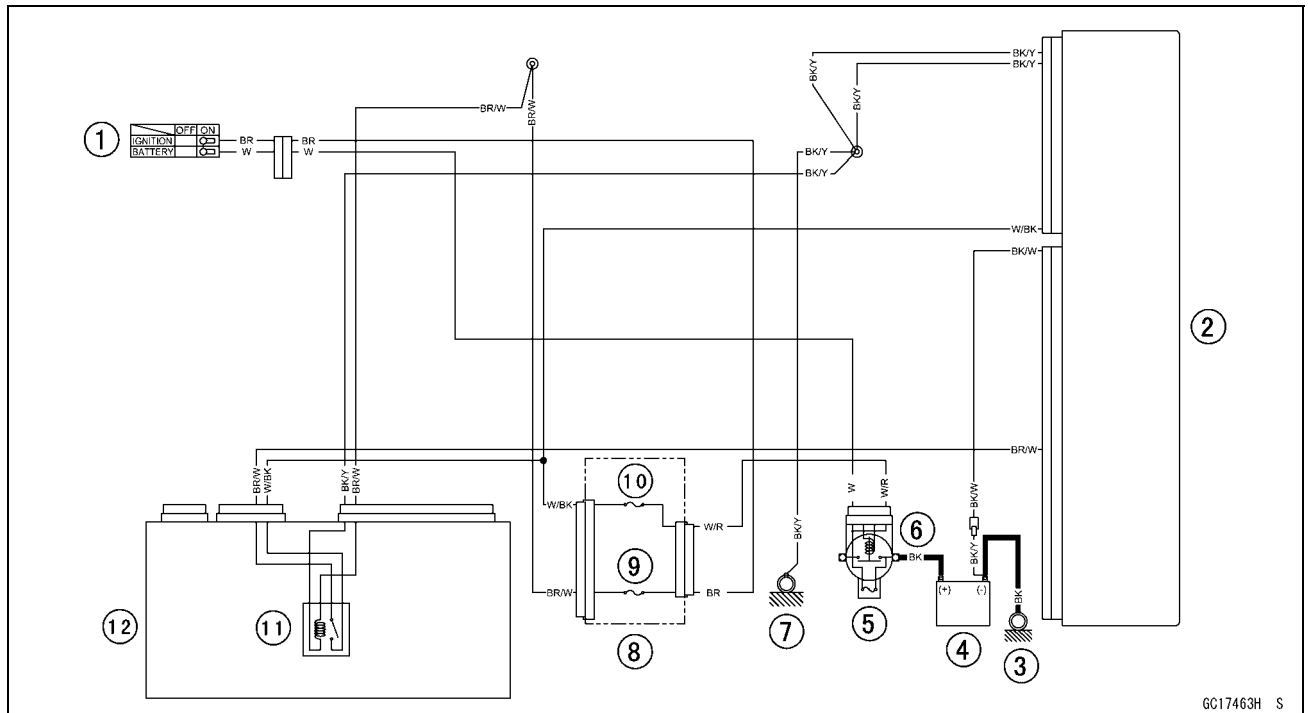 BK/Y
BK/Y
BK/Y
BK/Y
BR/W
BR/W
OFF ON
IGNITION
BATTERY
1
BR
W
BR
W
BK/Y
BK/Y
W/BK
BK/W
2
BR/W
BR/W
W/BK
BK/Y
BR/W
10
W/BK
W/R
W
W/R
BK/W
6
BK
BK/Y
BK/Y
9
BR/W
BR
(+) (-)
BK
12
11
8
7
5
4
3
GC17463H S